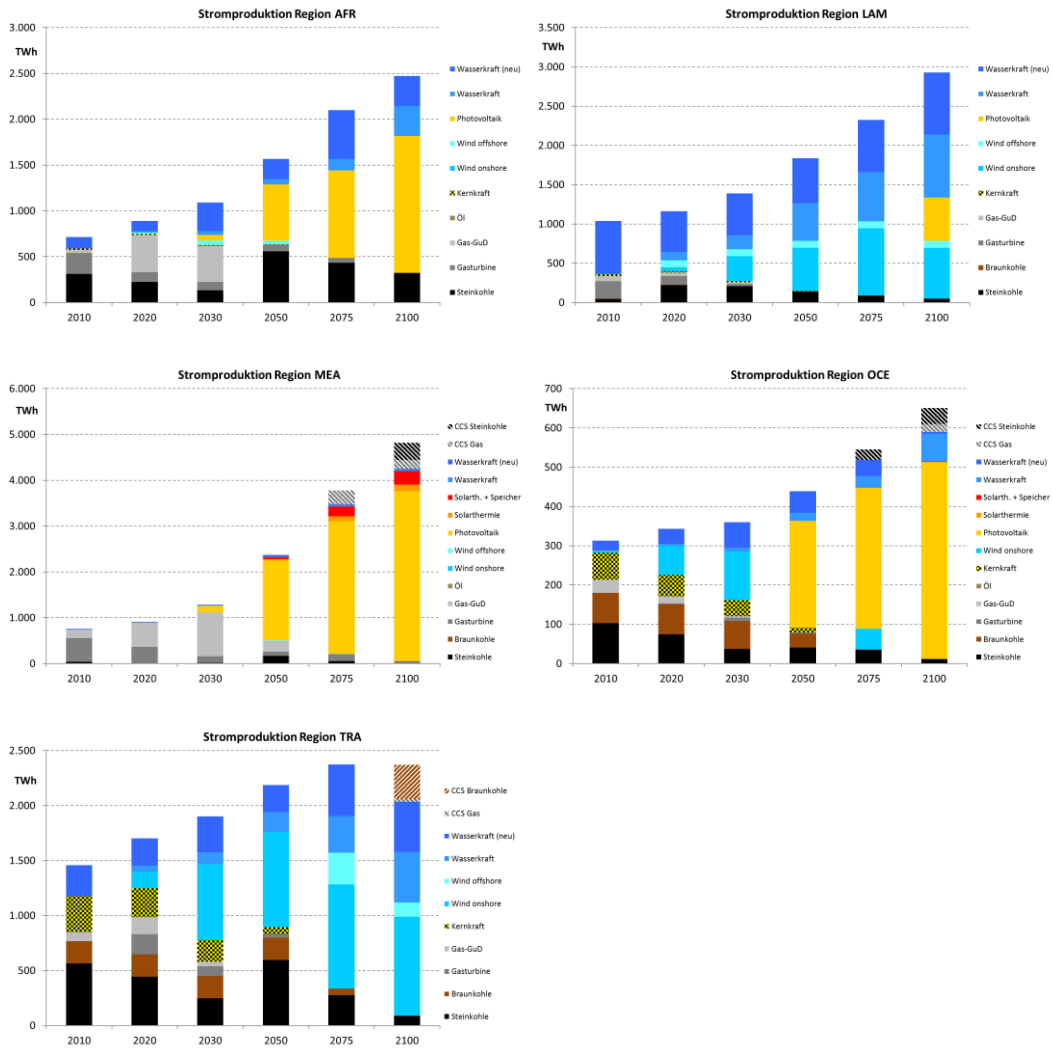 Stromproduktion Region AFR
3.000
TWh
2.500
2.000
1.500
1.000
500
0
2010 2020 2030 2050 2075 2100
Wasserkraft (neu)
Wasserkraft
Photovoltaik
Wind offshore
Wind onshore
Kernkraft
Öl
Gas-GuD
Gasturbine
Steinkohle
Stromproduktion Region LAM
3.500
TWh
3.000
2.500
2.000
1.500
1.000
500
0
2010 2020 2030 2050 2075 2100
Wasserkraft (neu)
Wasserkraft
Photovoltaik
Wind offshore
Wind onshore
Kernkraft
Gas-GuD
Gasturbine
Braunkohle
Steinkohle
Stromproduktion Region MEA
6.000
TWh
5.000
4.000
3.000
2.000
1.000
0
2010 2020 2030 2050 2075 2100
CCS Steinkohle
CCS Gas
Wasserkraft (neu)
Wasserkraft
Solarth. + Speicher
Solarthermie
Photovoltaik
Wind offshore
Wind onshore
Öl
Gas-GuD
Gasturbine
Steinkohle
Stromproduktion Region OCE
700
TWh
600
500
400
300
200
100
0
2010 2020 2030 2050 2075 2100
CCS Steinkohle
CCS Gas
Wasserkraft (neu)
Wasserkraft
Solarth. + Speicher
Solarthermie
Photovoltaik
Wind onshore
Kernkraft
Öl
Gas-GuD
Gasturbine
Braunkohle
Steinkohle
Stromproduktion Region TRA
2.500
TWh
2.000
1.500
1.000
500
0
2010 2020 2030 2050 2075 2100
CCS Braunkohle
CCS Gas
Wasserkraft (neu)
Wasserkraft
Wind offshore
Wind onshore
Kernkraft
Gas-GuD
Gasturbine
Braunkohle
Steinkohle